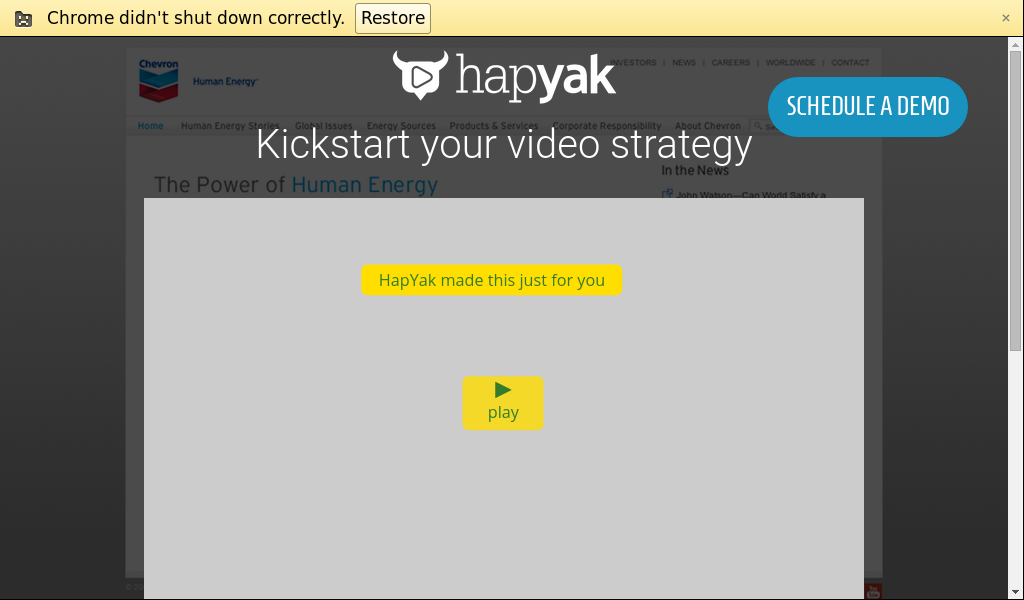 Chrome didn't shut down correctly. Restore
Chevron
Human Energy
INVESTORS | NEWS | CAREERS | WORLDWIDE | CONTACT
hapyak
SCHEDULE A DEMO
Home Human Energy Stories Global Issues Energy Sources Products & Services Corporate Responsibility About Chevron
Kickstart your video strategy
In the News
The Power of Human Energy
John Watson—Can World Satisfy a
HapYak made this just for you
play